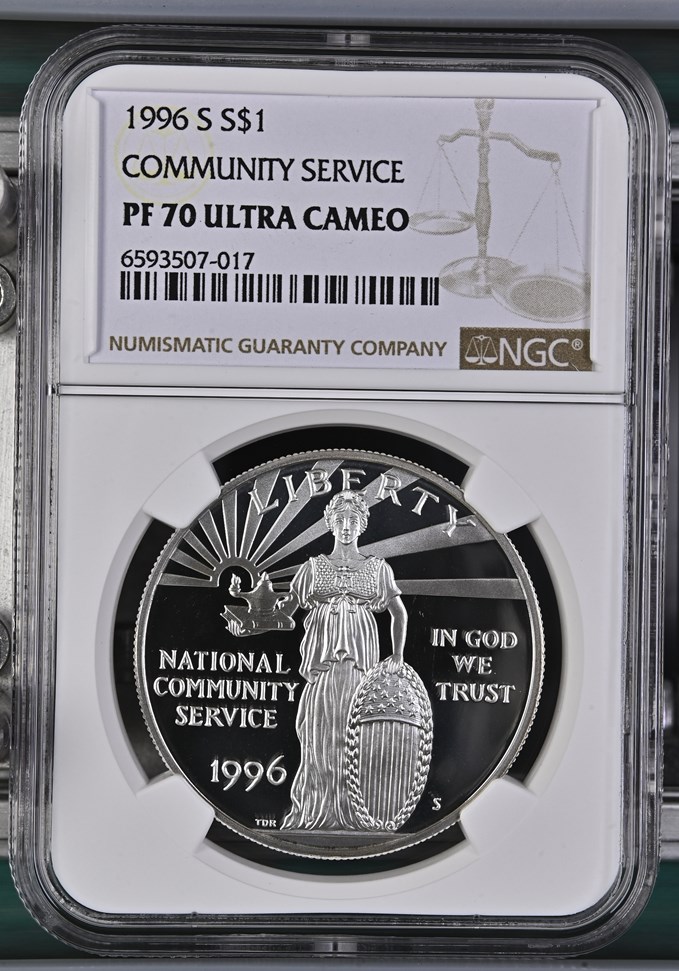 1996 S S$1
COMMUNITY SERVICE
PF 70 ULTRA CAMEO
6593507-017
NUMISMATIC GUARANTY COMPANY
NGC®
LIBERTY
NATIONAL
COMMUNITY
SERVICE
1996
IN GOD
WE
TRUST
S
TDR